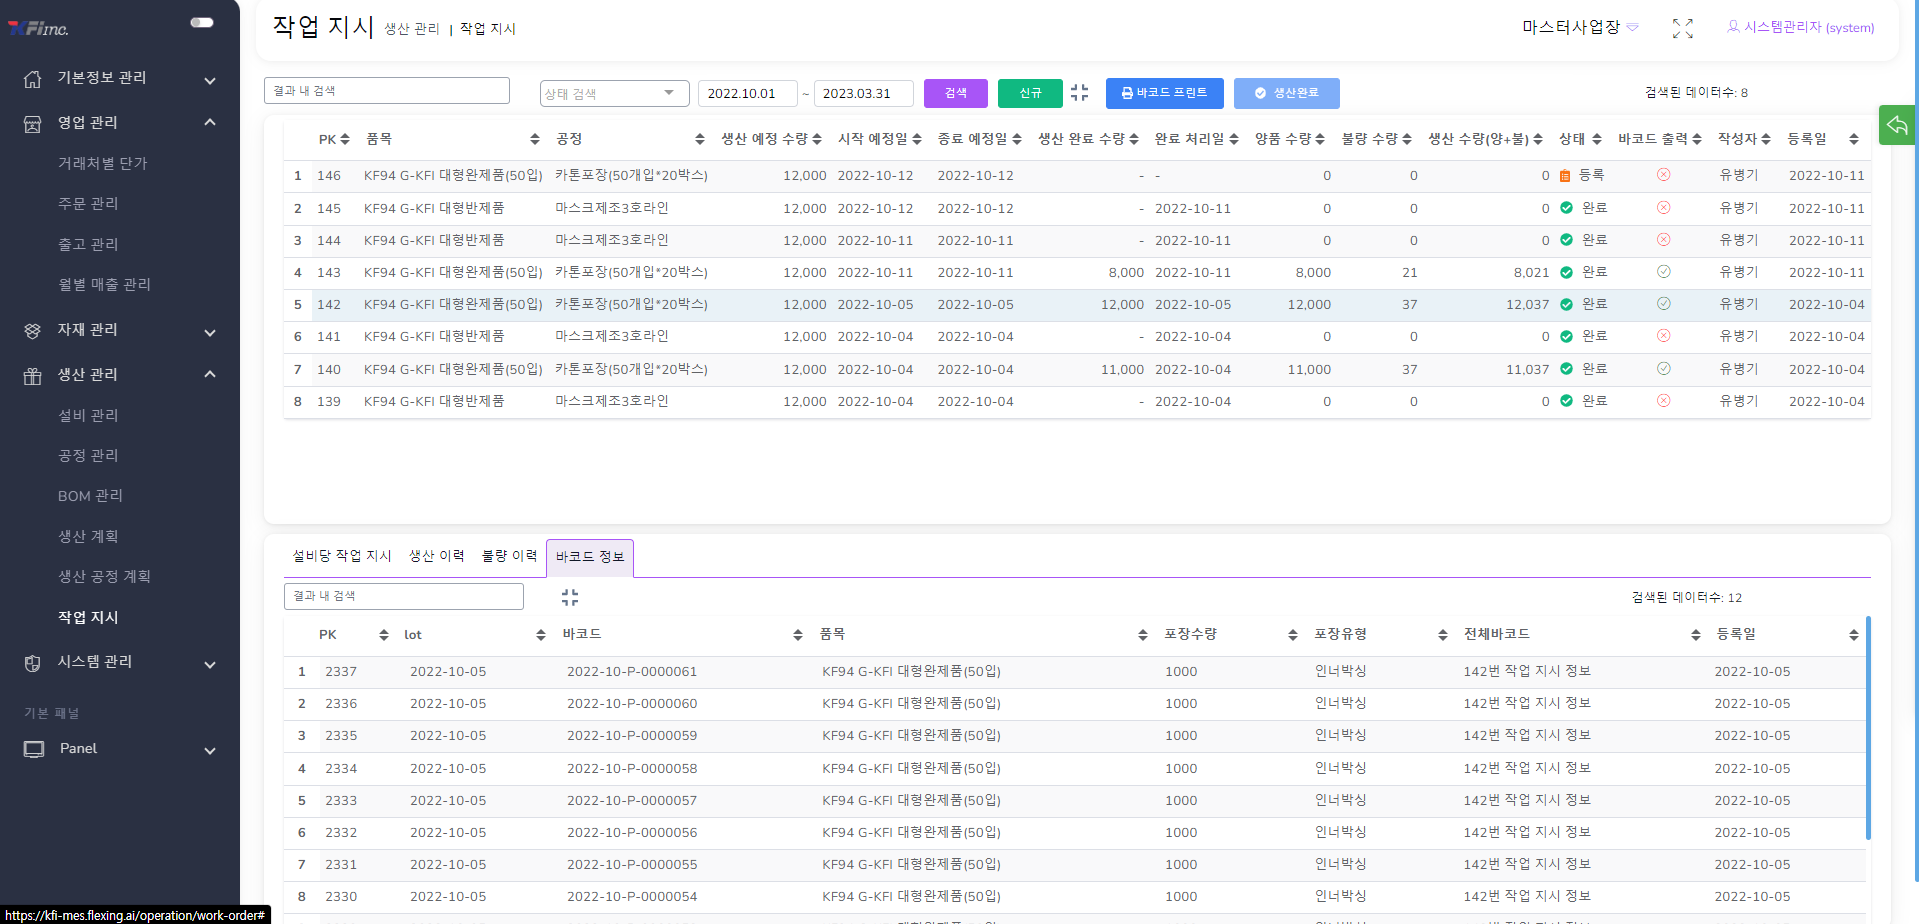 KFI inc.
기본정보 관리
영업 관리
거래처별 단가
주문 관리
출고 관리
월별 매출 관리
자재 관리
생산 관리
설비 관리
공정 관리
BOM 관리
생산 계획
생산 공정 계획
작업 지시
시스템 관리
기본 패널
Panel
https://kfi-mes.flexing.ai/operation/work-order#
작업 지시 생산 관리 | 작업 지시
마스터사업장 시스템관리자 (system)
결과 내 검색 상태 검색 2022.10.01 ~ 2023.03.31 검색 신규 바코드 프린트 생산완료 검색된 데이터수: 8
PK 품목 공정 생산 예정 수량 시작 예정일 종료 예정일 생산 완료 수량 완료 처리일 양품 수량 불량 수량 생산 수량(양+불) 상태 바코드 출력 작성자 등록일
1 146 KF94 G-KFI 대형완제품(50입) 카톤포장(50개입*20박스) 12,000 2022-10-12 2022-10-12 - - 0 0 0 등록 유병기 2022-10-11
2 145 KF94 G-KFI 대형반제품 마스크제조3호라인 12,000 2022-10-12 2022-10-12 - 2022-10-11 0 0 0 완료 유병기 2022-10-11
3 144 KF94 G-KFI 대형반제품 마스크제조3호라인 12,000 2022-10-11 2022-10-11 - 2022-10-11 0 0 0 완료 유병기 2022-10-11
4 143 KF94 G-KFI 대형완제품(50입) 카톤포장(50개입*20박스) 12,000 2022-10-11 2022-10-11 8,000 2022-10-11 8,000 21 8,021 완료 유병기 2022-10-11
5 142 KF94 G-KFI 대형완제품(50입) 카톤포장(50개입*20박스) 12,000 2022-10-05 2022-10-05 12,000 2022-10-05 12,000 37 12,037 완료 유병기 2022-10-04
6 141 KF94 G-KFI 대형반제품 마스크제조3호라인 12,000 2022-10-04 2022-10-04 - 2022-10-04 0 0 0 완료 유병기 2022-10-04
7 140 KF94 G-KFI 대형완제품(50입) 카톤포장(50개입*20박스) 12,000 2022-10-04 2022-10-04 11,000 2022-10-04 11,000 37 11,037 완료 유병기 2022-10-04
8 139 KF94 G-KFI 대형반제품 마스크제조3호라인 12,000 2022-10-04 2022-10-04 - 2022-10-04 0 0 0 완료 유병기 2022-10-04
설비당 작업 지시 생산 이력 불량 이력 바코드 정보
결과 내 검색 검색된 데이터수: 12
PK lot 바코드 품목 포장수량 포장유형 전체바코드 등록일
1 2337 2022-10-05 2022-10-P-0000061 KF94 G-KFI 대형완제품(50입) 1000 인너박싱 142번 작업 지시 정보 2022-10-05
2 2336 2022-10-05 2022-10-P-0000060 KF94 G-KFI 대형완제품(50입) 1000 인너박싱 142번 작업 지시 정보 2022-10-05
3 2335 2022-10-05 2022-10-P-0000059 KF94 G-KFI 대형완제품(50입) 1000 인너박싱 142번 작업 지시 정보 2022-10-05
4 2334 2022-10-05 2022-10-P-0000058 KF94 G-KFI 대형완제품(50입) 1000 인너박싱 142번 작업 지시 정보 2022-10-05
5 2333 2022-10-05 2022-10-P-0000057 KF94 G-KFI 대형완제품(50입) 1000 인너박싱 142번 작업 지시 정보 2022-10-05
6 2332 2022-10-05 2022-10-P-0000056 KF94 G-KFI 대형완제품(50입) 1000 인너박싱 142번 작업 지시 정보 2022-10-05
7 2331 2022-10-05 2022-10-P-0000055 KF94 G-KFI 대형완제품(50입) 1000 인너박싱 142번 작업 지시 정보 2022-10-05
8 2330 2022-10-05 2022-10-P-0000054 KF94 G-KFI 대형완제품(50입) 1000 인너박싱 142번 작업 지시 정보 2022-10-05